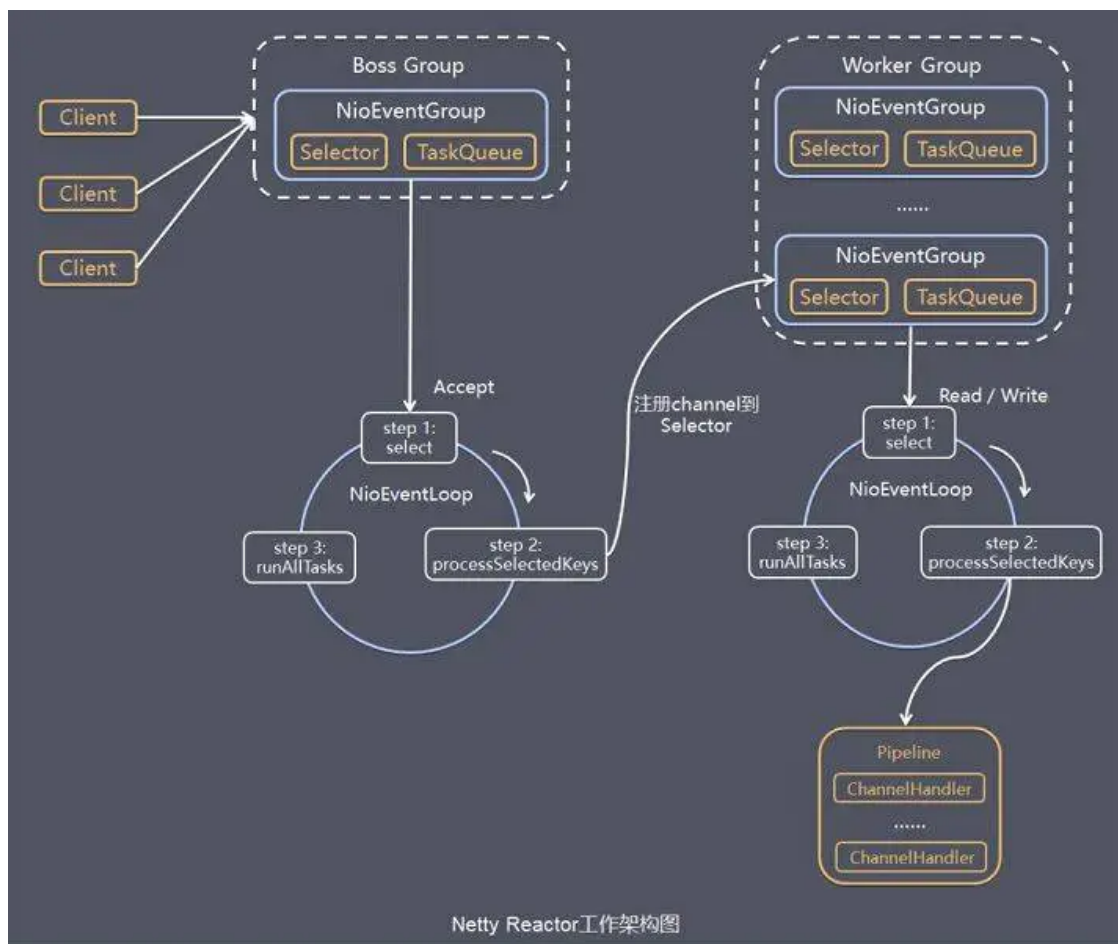 Boss Group
NioEventGroup
Selector
TaskQueue
Client
Client
Client
Accept
step 1:
select
NioEventLoop
step 2:
processSelectedKeys
step 3:
runAllTasks
注册channel到
Selector
Worker Group
NioEventGroup
Selector
TaskQueue
......
NioEventGroup
Selector
TaskQueue
Read / Write
step 1:
select
NioEventLoop
step 2:
processSelectedKeys
step 3:
runAllTasks
Pipeline
ChannelHandler
......
ChannelHandler
Netty Reactor工作架构图